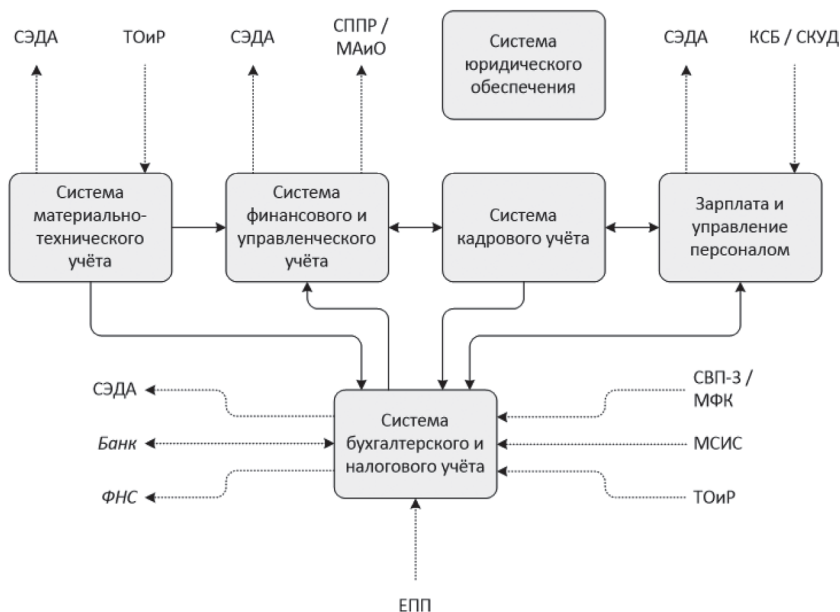 СЭДА
ТОиР
СЭДА
СППР /
МАиО
Система
юридического
обеспечения
СЭДА
КСБ / СКУД
Система
материально-
технического
учёта
Система
финансового и
управленческого
учёта
Система
кадрового учёта
Зарплата и
управление
персоналом
СЭДА
Банк
ФНС
Система
бухгалтерского и
налогового учёта
СВП-3 /
МФК
МСИС
ТОиР
ЕПП